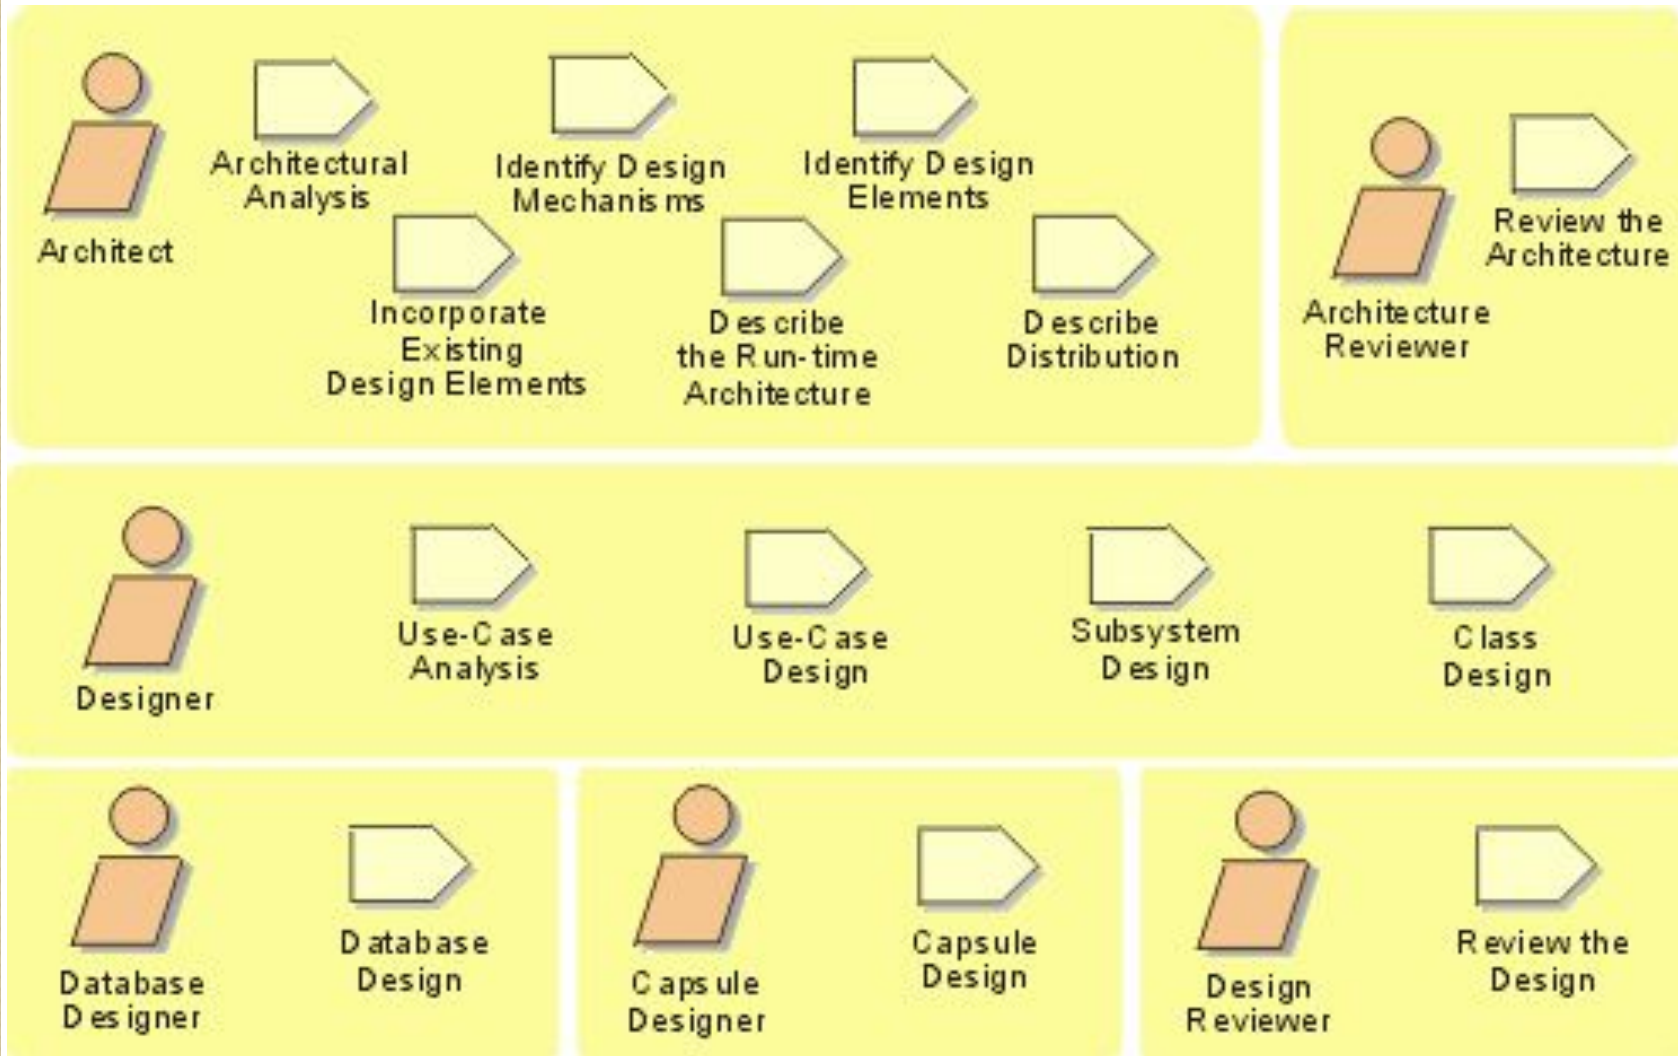 Architect
Architectural
Analysis
Identify Design
Mechanisms
Identify Design
Elements
Incorporate
Existing
Design Elements
Describe
the Run-time
Architecture
Describe
Distribution
Architecture
Reviewer
Review the
Architecture
Designer
Use-Case
Analysis
Use-Case
Design
Subsystem
Design
Class
Design
Database
Designer
Database
Design
Capsule
Designer
Capsule
Design
Design
Reviewer
Review the
Design